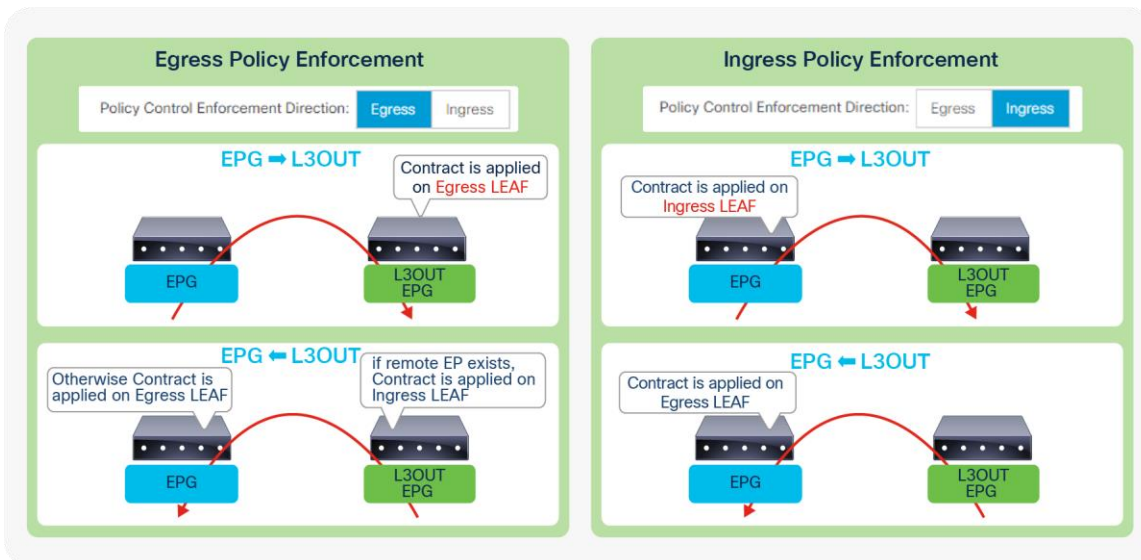 Egress Policy Enforcement
Policy Control Enforcement Direction: Egress Ingress
EPG ➡ L3OUT
Contract is applied
on Egress LEAF
EPG
L3OUT
EPG
EPG ⬅ L3OUT
Otherwise Contract is
applied on Egress LEAF
if remote EP exists,
Contract is applied on
Ingress LEAF
EPG
L3OUT
EPG
Ingress Policy Enforcement
Policy Control Enforcement Direction: Egress Ingress
EPG ➡ L3OUT
Contract is applied on
Ingress LEAF
EPG
L3OUT
EPG
EPG ⬅ L3OUT
Contract is applied on
Egress LEAF
EPG
L3OUT
EPG